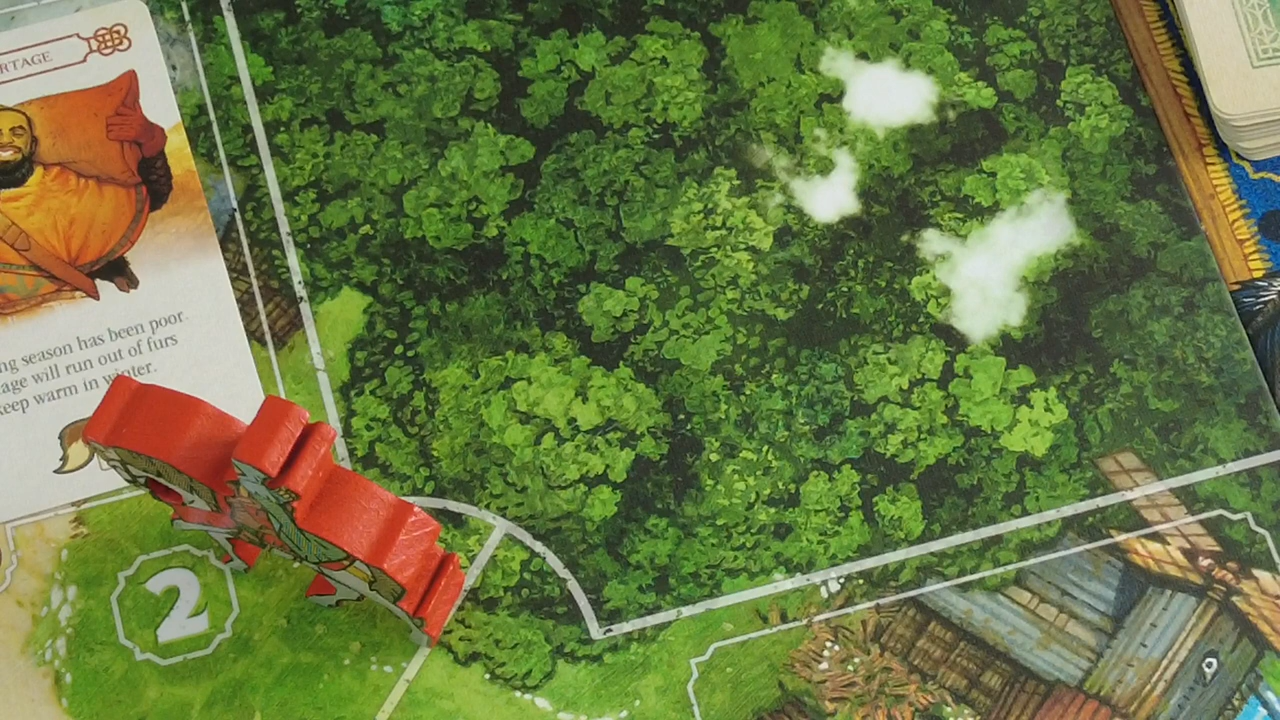 RTAGE
ng season has been poor.
age will run out of furs
keep warm in winter.
2